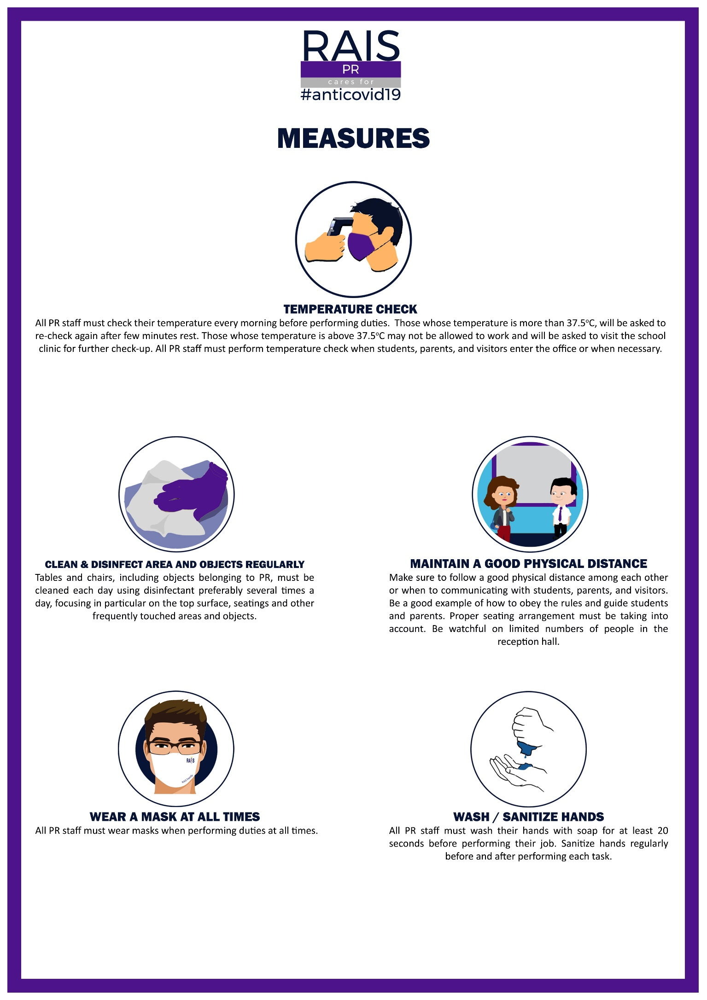 RAIS
PR
cares for
#anticovid19
MEASURES
TEMPERATURE CHECK
All PR staff must check their temperature every morning before performing duties.  Those whose temperature is more than 37.5ºC, will be asked to
re-check again after few minutes rest. Those whose temperature is above 37.5ºC may not be allowed to work and will be asked to visit the school
clinic for further check-up. All PR staff must perform temperature check when students, parents, and visitors enter the office or when necessary.
CLEAN & DISINFECT AREA AND OBJECTS REGULARLY
Tables and chairs, including objects belonging to PR, must be
cleaned each day using disinfectant preferably several times a
day, focusing in particular on the top surface, seatings and other
frequently touched areas and objects.
MAINTAIN A GOOD PHYSICAL DISTANCE
Make sure to follow a good physical distance among each other
or when to communicating with students, parents, and visitors.
Be a good example of how to obey the rules and guide students
and parents. Proper seating arrangement must be taking into
account. Be watchful on limited numbers of people in the
reception hall.
RAIS
RAIS Family
WEAR A MASK AT ALL TIMES
All PR staff must wear masks when performing duties at all times.
WASH / SANITIZE HANDS
All PR staff must wash their hands with soap for at least 20
seconds before performing their job. Sanitize hands regularly
before and after performing each task.